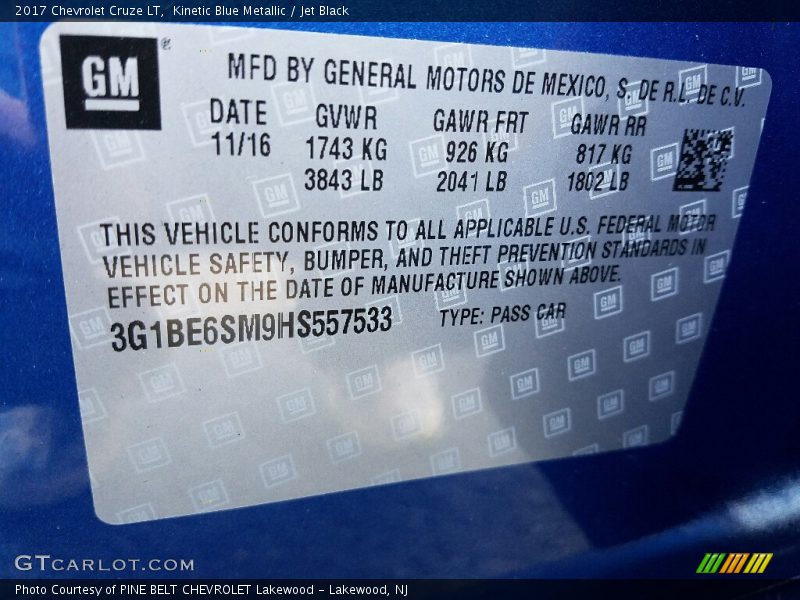 2017 Chevrolet Cruze LT, Kinetic Blue Metallic / Jet Black
GM ®
MFD BY GENERAL MOTORS DE MEXICO, S. DE R.L. DE C.V.
DATE GVWR GAWR FRT GAWR RR
11/16 1743 KG 926 KG 817 KG
3843 LB 2041 LB 1802 LB
THIS VEHICLE CONFORMS TO ALL APPLICABLE U.S. FEDERAL MOTOR
VEHICLE SAFETY, BUMPER, AND THEFT PREVENTION STANDARDS IN
EFFECT ON THE DATE OF MANUFACTURE SHOWN ABOVE.
3G1BE6SM9HS557533 TYPE: PASS CAR
GTCARLOT.COM
Photo Courtesy of PINE BELT CHEVROLET Lakewood - Lakewood, NJ